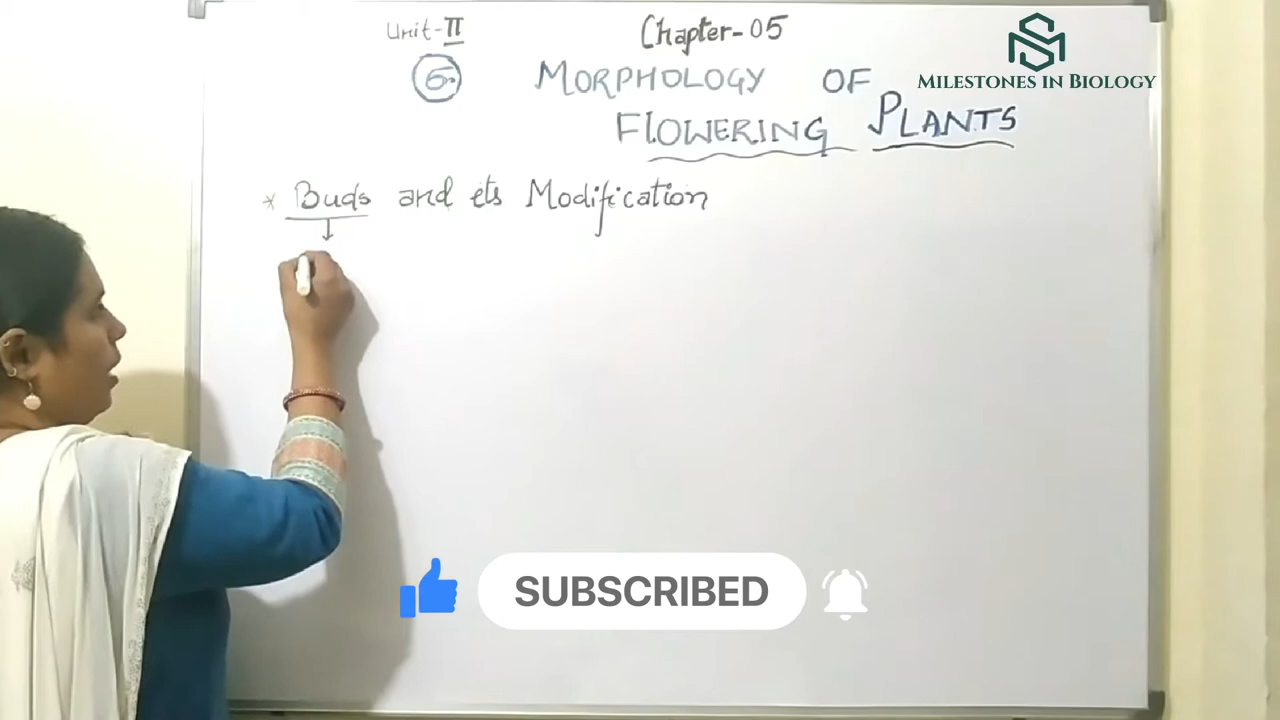 Unit-II
Chapter-05
6.
MORPHOLOGY OF
FLOWERING PLANTS
MILESTONES IN BIOLOGY
* Buds and its Modification
SUBSCRIBED